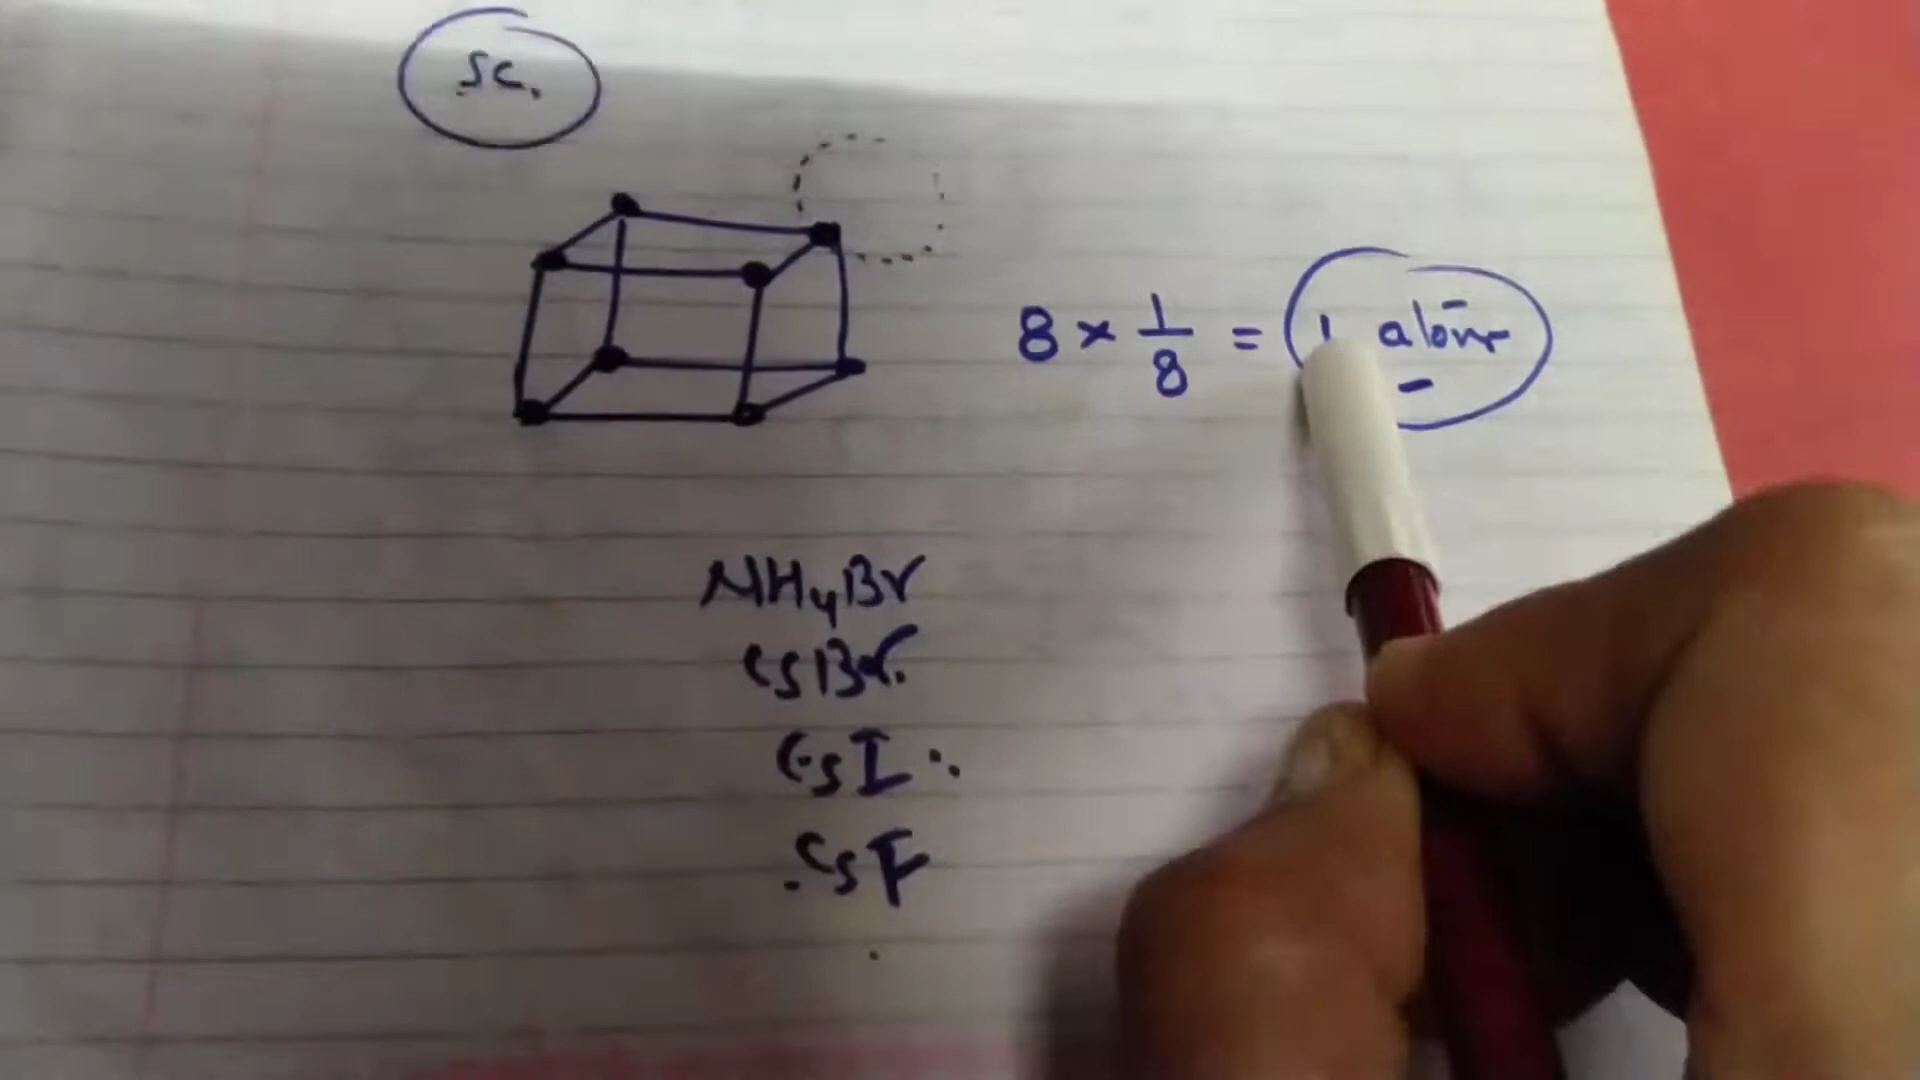 SC.
8 × 1/8 = 1 atom
NH4Br
CsBr.
CsI
CsF